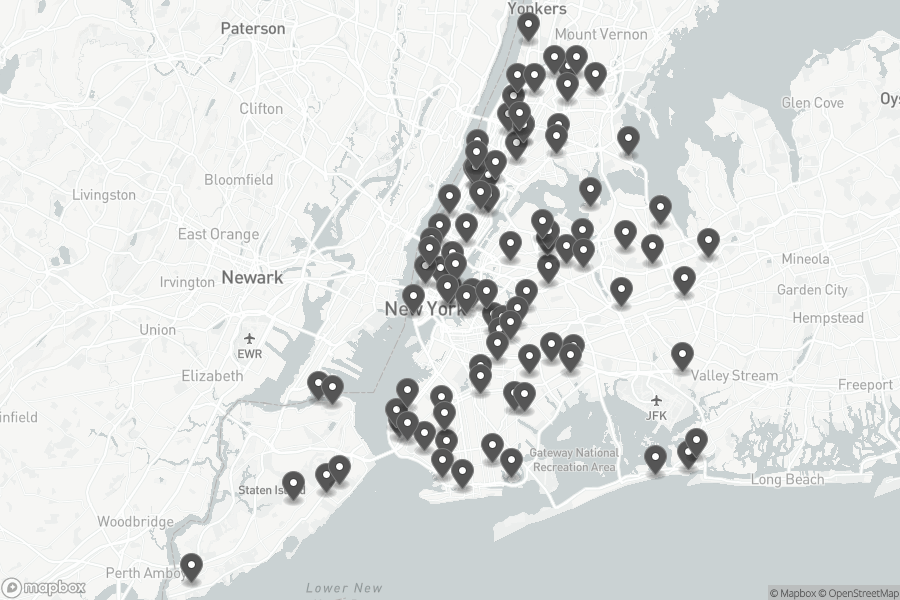 Yonkers
Paterson
Mount Vernon
Glen Cove
Oys
Clifton
Bloomfield
Livingston
East Orange
Mineola
Irvington
Newark
Garden City
New York
Hempstead
Union
EWR
Elizabeth
Valley Stream
Freeport
JFK
infield
Gateway National
Recreation Area
Long Beach
Staten Is
Woodbridge
Perth Amboy
Lower New
mapbox
© Mapbox © OpenStreetMap